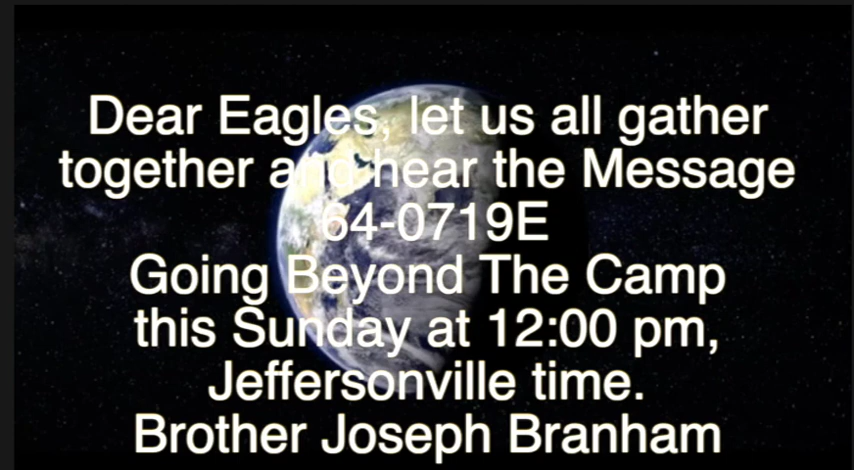 Dear Eagles, let us all gather
together and hear the Message
64-0719E
Going Beyond The Camp
this Sunday at 12:00 pm,
Jeffersonville time.
Brother Joseph Branham